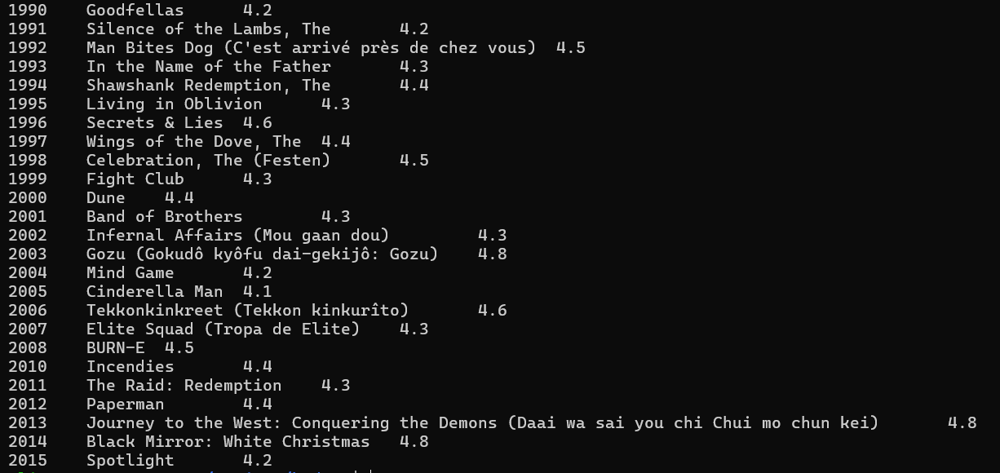 1990 Goodfellas 4.2
1991 Silence of the Lambs, The 4.2
1992 Man Bites Dog (C'est arrivé près de chez vous) 4.5
1993 In the Name of the Father 4.3
1994 Shawshank Redemption, The 4.4
1995 Living in Oblivion 4.3
1996 Secrets & Lies 4.6
1997 Wings of the Dove, The 4.4
1998 Celebration, The (Festen) 4.5
1999 Fight Club 4.3
2000 Dune 4.4
2001 Band of Brothers 4.3
2002 Infernal Affairs (Mou gaan dou) 4.3
2003 Gozu (Gokudô kyôfu dai-gekijô: Gozu) 4.8
2004 Mind Game 4.2
2005 Cinderella Man 4.1
2006 Tekkonkinkreet (Tekkon kinkurîto) 4.6
2007 Elite Squad (Tropa de Elite) 4.3
2008 BURN-E 4.5
2010 Incendies 4.4
2011 The Raid: Redemption 4.3
2012 Paperman 4.4
2013 Journey to the West: Conquering the Demons (Daai wa sai you chi Chui mo chun kei) 4.8
2014 Black Mirror: White Christmas 4.8
2015 Spotlight 4.2